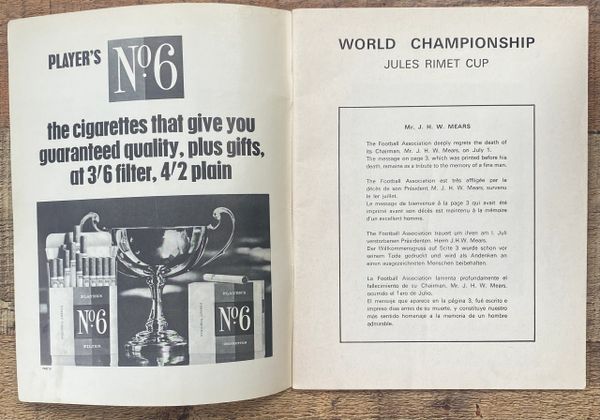 PLAYER'S
Nº6
the cigarettes that give you
guaranteed quality, plus gifts,
at 3/6 filter, 4/2 plain
PLAYER'S
Nº6
FILTER
VIRGINIA
PLAYER'S
Nº6
WORLD CHAMPIONSHIP
JULES RIMET CUP
Mr. J. H. W. MEARS
The Football Association deeply regrets the death of
its Chairman, Mr. J. H. W. Mears, on July 1.
The message on page 3, which was printed before his
death, remains as a tribute to the memory of a fine man.
The Football Association est très affligée par le
décès de son Président, M. J. H. W. Mears, survenu
le 1er juillet.
Le message de bienvenue à la page 3 qui avait été
imprimé avant son décès est maintenu à la mémoire
d'un excellent homme.
The Football Association trauert um ihren am 1. Juli
verstorbenen Präsidenten, Herrn J.H.W. Mears.
Der Willkommensgruss auf Seite 3 wurde schon vor
seinem Tode gedruckt und wird als Andenken an
einen ausgezeichneten Menschen beibehalten.
La Football Association lamenta profundamente el
fallecimiento de su Chairman, Mr. J. H. W. Mears,
ocurrido el 1ero de Julio.
El mensaje que aparece en la página 3, fué escrito e
impreso dias antes de su muerte, y constituye nuestro
más sentido homenaje a la memoria de un hombre
admirable.